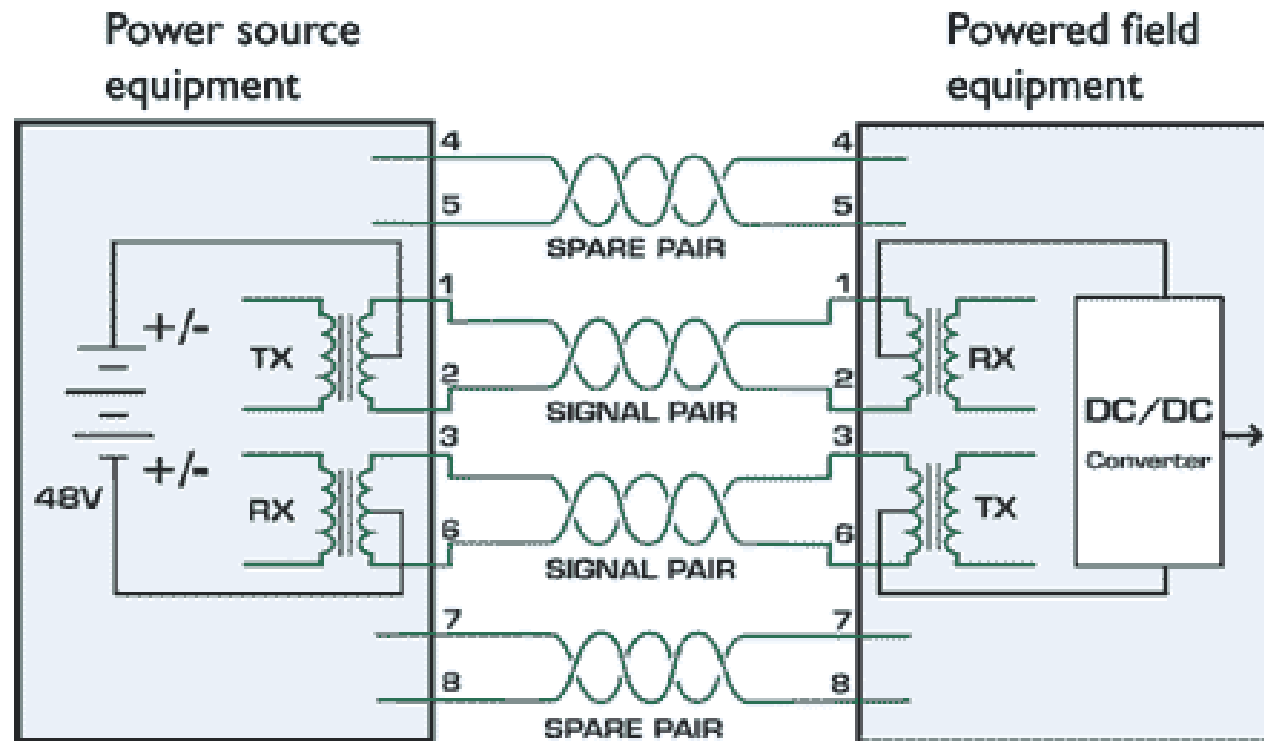 Power source
equipment
Powered field
equipment
4
4
5
5
SPARE PAIR
1
1
+/-
TX
RX
2
2
SIGNAL PAIR
DC/DC
3
3
Converter
+/-
48V
RX
TX
6
6
SIGNAL PAIR
7
7
8
8
SPARE PAIR